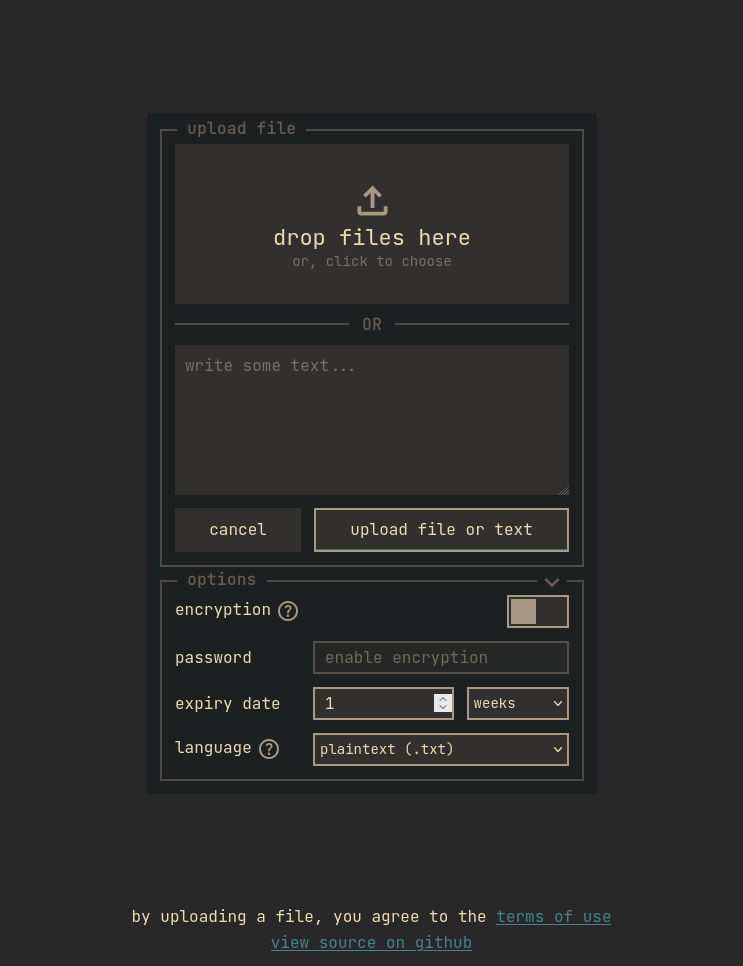 upload file
drop files here
or, click to choose
OR
write some text...
cancel
upload file or text
options
encryption ?
password enable encryption
expiry date 1 weeks
language ? plaintext (.txt)
by uploading a file, you agree to the terms of use
view source on github